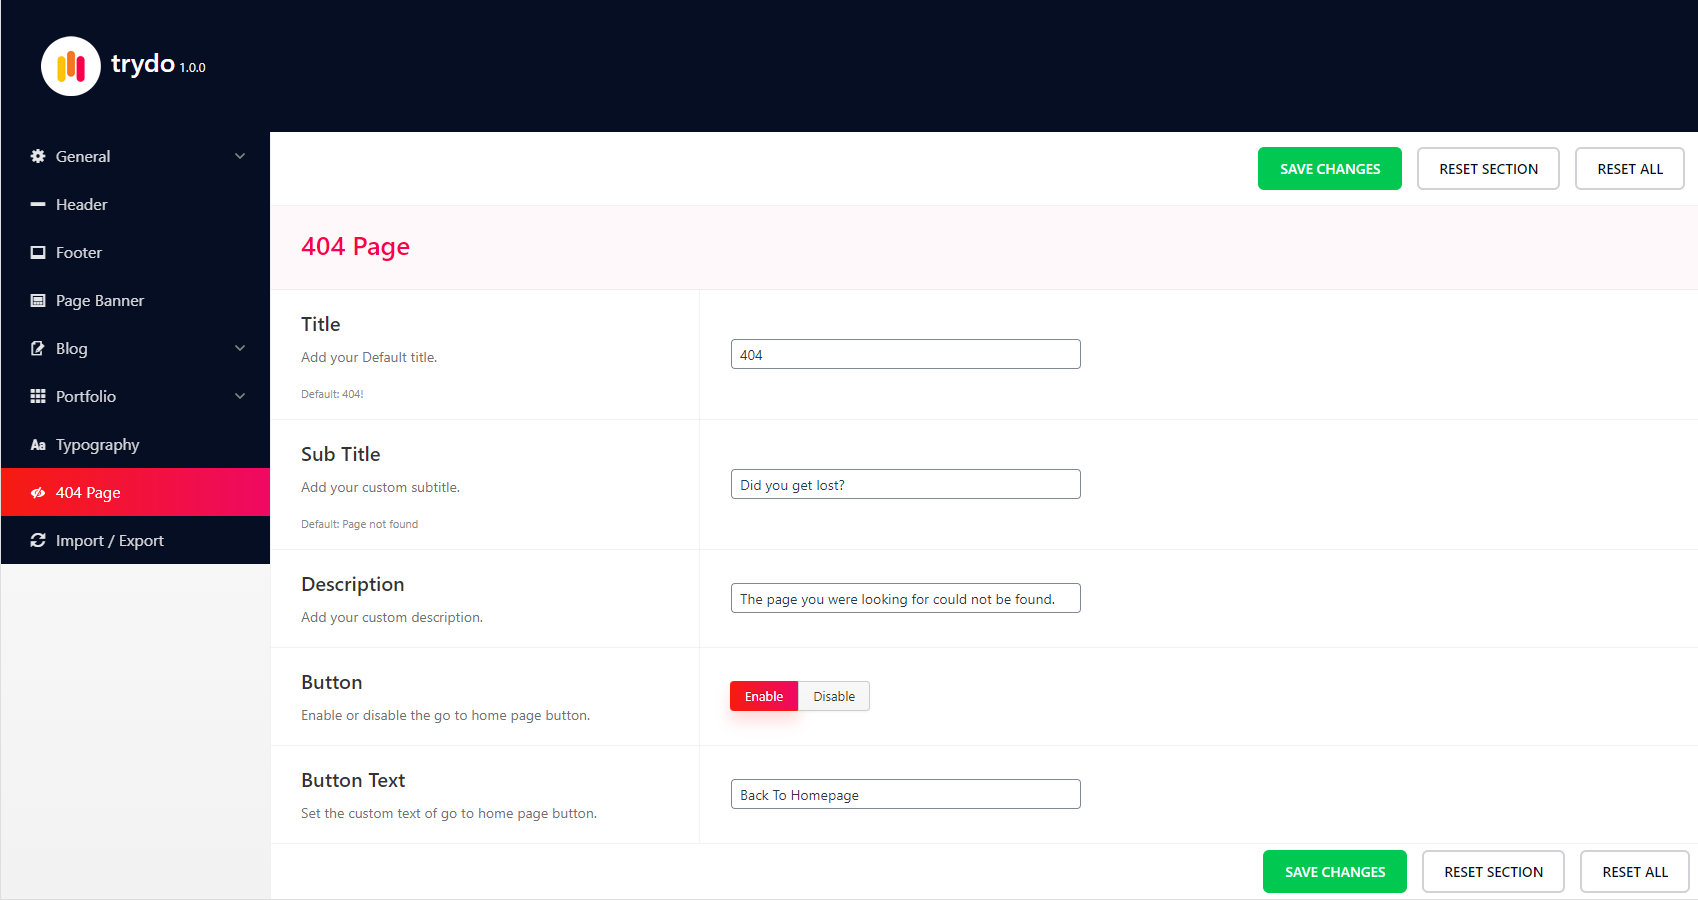 trydo 1.0.0
General
Header
Footer
Page Banner
Blog
Portfolio
Aa Typography
404 Page
Import / Export
SAVE CHANGES RESET SECTION RESET ALL
404 Page
Title
Add your Default title.
Default: 404!
404
Sub Title
Add your custom subtitle.
Default: Page not found
Did you get lost?
Description
Add your custom description.
The page you were looking for could not be found.
Button
Enable or disable the go to home page button.
Enable Disable
Button Text
Set the custom text of go to home page button.
Back To Homepage
SAVE CHANGES RESET SECTION RESET ALL